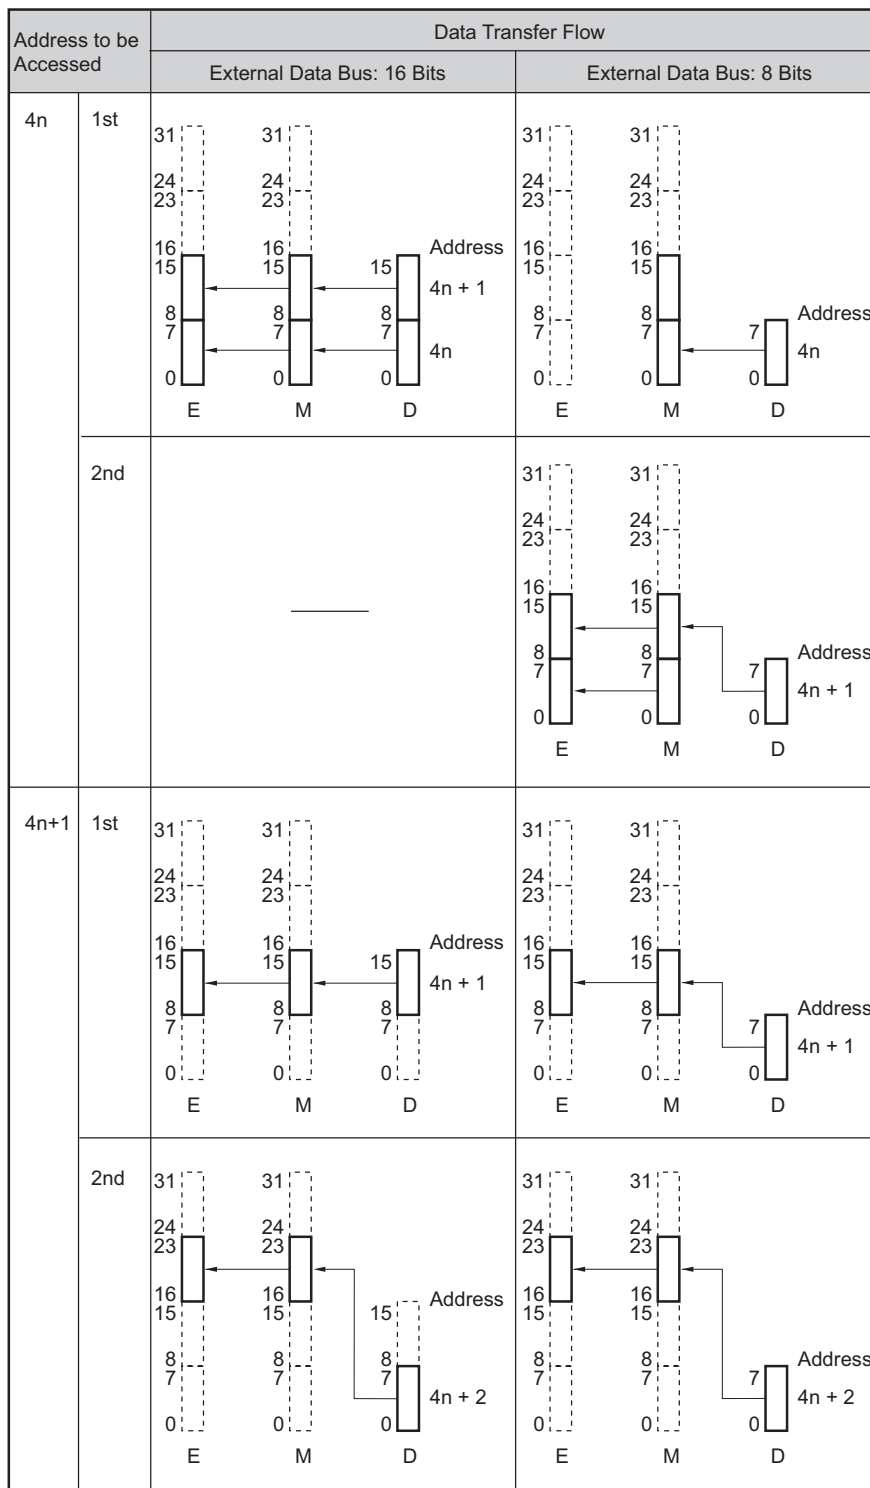 Address to be
Accessed
Data Transfer Flow
External Data Bus: 16 Bits
External Data Bus: 8 Bits
4n
1st
31
24
23
16
15
8
7
0
E
31
24
23
16
15
8
7
0
M
15
8
7
0
D
Address
4n + 1
4n
31
24
23
16
15
8
7
0
E
31
24
23
16
15
8
7
0
M
7
0
D
Address
4n
2nd
31
24
23
16
15
8
7
0
E
31
24
23
16
15
8
7
0
M
7
0
D
Address
4n + 1
4n+1
1st
31
24
23
16
15
8
7
0
E
31
24
23
16
15
8
7
0
M
15
8
7
0
D
Address
4n + 1
31
24
23
16
15
8
7
0
E
31
24
23
16
15
8
7
0
M
7
0
D
Address
4n + 1
2nd
31
24
23
16
15
8
7
0
E
31
24
23
16
15
8
7
0
M
15
8
7
0
D
Address
4n + 2
31
24
23
16
15
8
7
0
E
31
24
23
16
15
8
7
0
M
7
0
D
Address
4n + 2